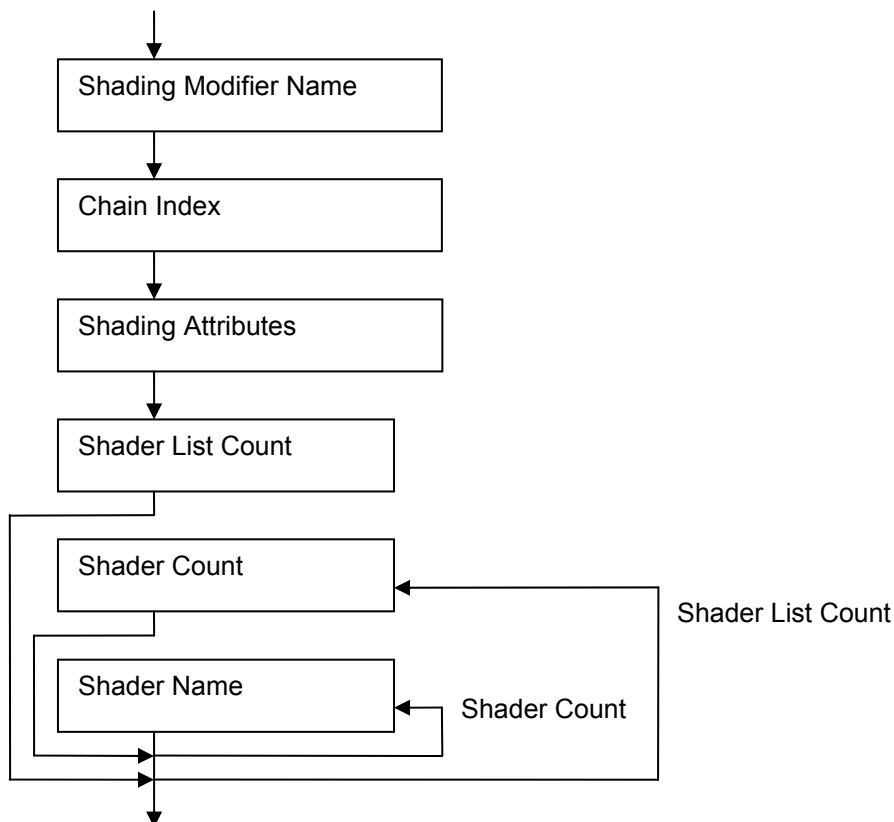 Shading Modifier Name
Chain Index
Shading Attributes
Shader List Count
Shader Count
Shader List Count
Shader Name
Shader Count